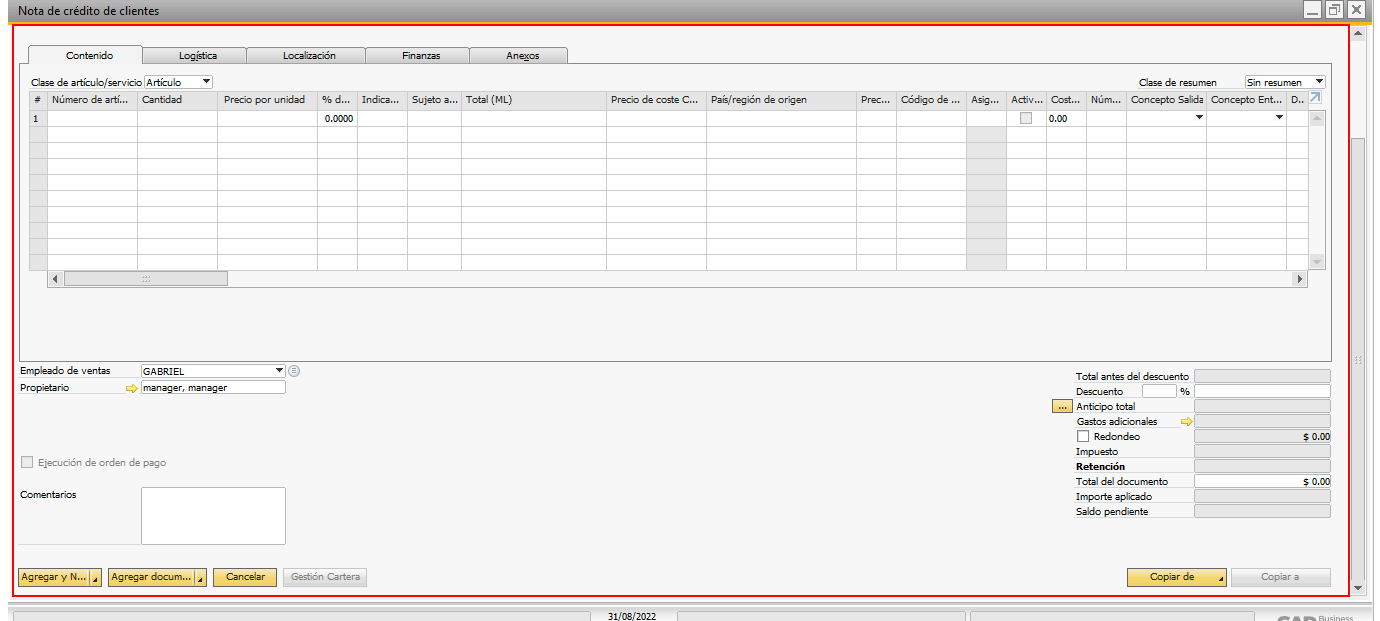 Nota de crédito de clientes
Contenido Logística Localización Finanzas Anexos
Clase de artículo/servicio Artículo Clase de resumen Sin resumen
# Número de artí... Cantidad Precio por unidad % d... Indica... Sujeto a... Total (ML) Precio de coste C... País/región de origen Prec... Código de ... Asig... Activ... Cost... Núm... Concepto Salida Concepto Ent... D..
1 0.0000 0.00
Empleado de ventas GABRIEL
Propietario manager, manager
Total antes del descuento
Descuento %
... Anticipo total
Gastos adicionales
Redondeo $ 0.00
Impuesto
Ejecución de orden de pago
Retención
Total del documento $ 0.00
Comentarios
Importe aplicado
Saldo pendiente
Agregar y N... Agregar docum... Cancelar Gestión Cartera Copiar de Copiar a
31/08/2022
Business